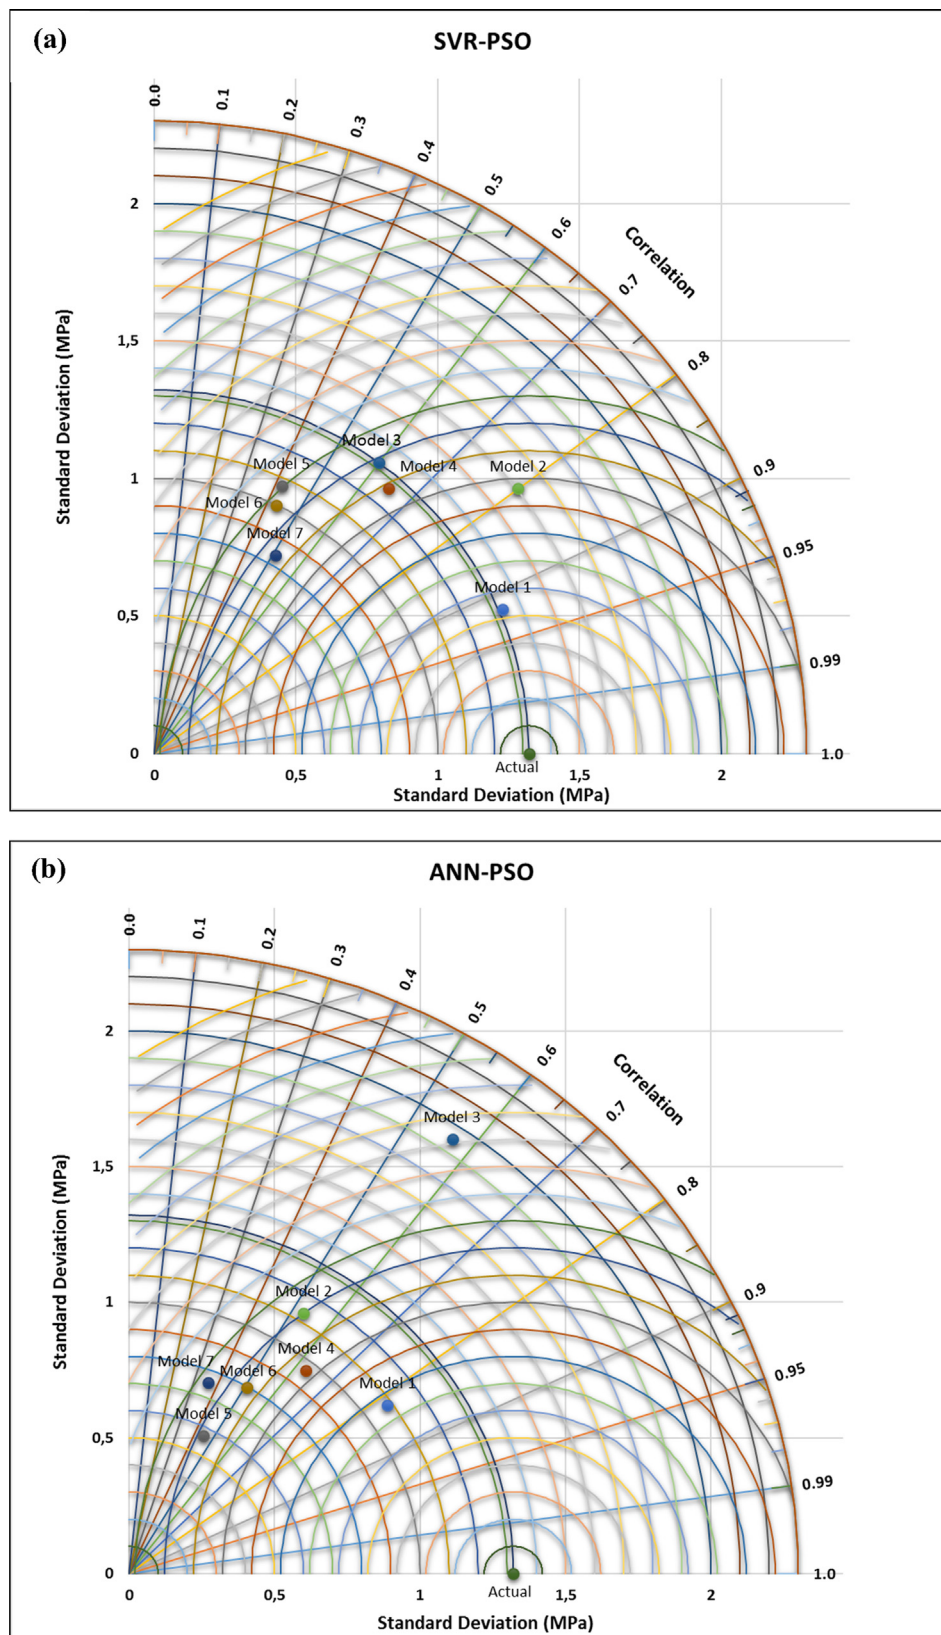 (a)
SVR-PSO
0.0
0.1
0.2
0.3
0.4
0.5
0.6
0.7
0.8
0.9
0.95
0.99
1.0
Correlation
Standard Deviation (MPa)
2
1,5
1
0,5
0
Model 3
Model 5
Model 4
Model 2
Model 6
Model 7
Model 1
Actual
0
0,5
1
1,5
2
Standard Deviation (MPa)
(b)
ANN-PSO
0.0
0.1
0.2
0.3
0.4
0.5
0.6
0.7
0.8
0.9
0.95
0.99
1.0
Correlation
Standard Deviation (MPa)
2
1,5
1
0,5
0
Model 3
Model 2
Model 4
Model 7
Model 6
Model 1
Model 5
Actual
0
0,5
1
1,5
2
Standard Deviation (MPa)